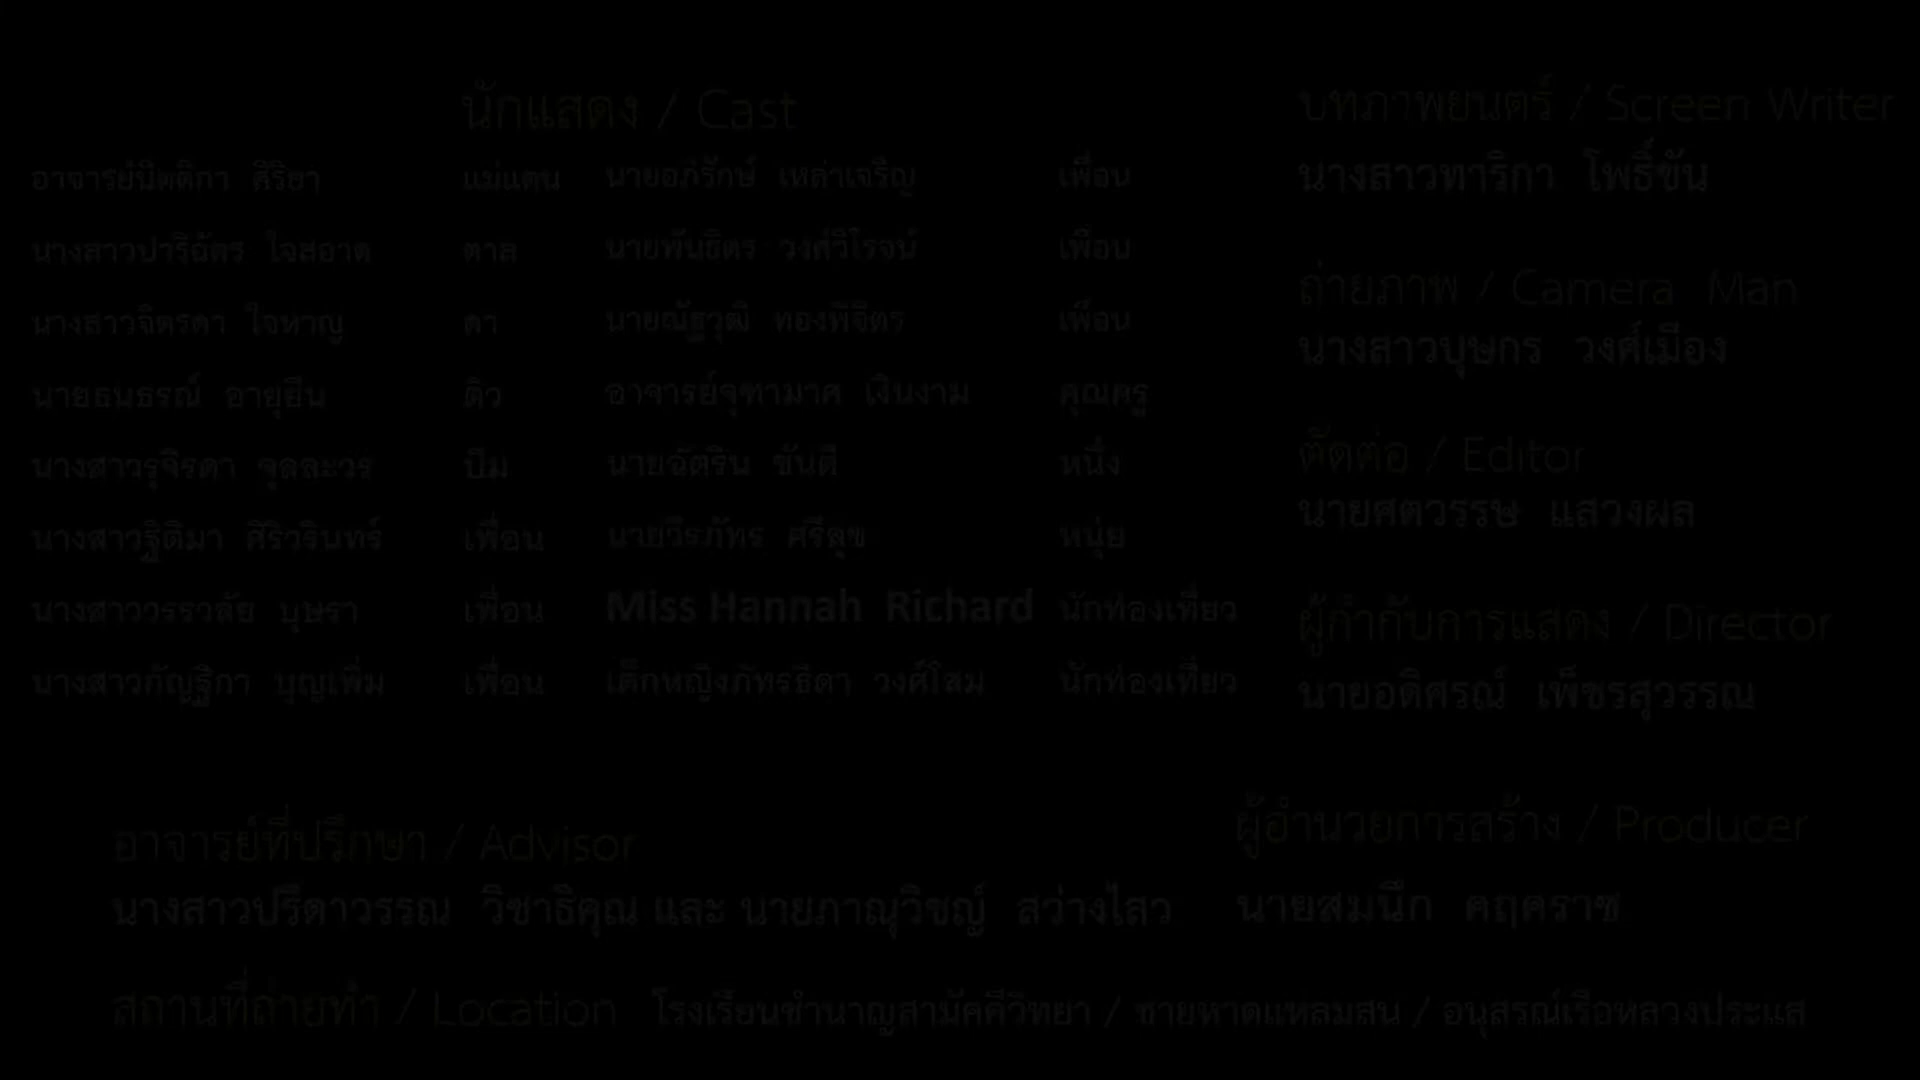 นักแสดง / Cast
อาจารย์นิตติกา ศิริยา แม่แตน นายอภิรักษ์ เหล่าเจริญ เพื่อน
นางสาวปาริฉัตร ใจสอาด ตาล นายพันธิตร วงศ์วิโรจน์ เพื่อน
นางสาวจิตรดา ใจหาญ ดา นายณัฐวุฒิ ทองพิจิตร เพื่อน
นายธนธรณ์ อายุยืน ติว อาจารย์จุฑามาศ เงินงาม คุณครู
นางสาวรุจิรดา จุลละวร บีม นายฉัตริน ขันตี หนึ่ง
นางสาวฐิติมา ศิริวรินทร์ เพื่อน นายวีรภัทร ศรีสุข หนุ่ย
นางสาววรรวลัย บุษรา เพื่อน Miss Hannah Richard นักท่องเที่ยว
นางสาวกัญฐิกา บุญเพิ่ม เพื่อน เด็กหญิงภัทรธิดา วงศ์โสม นักท่องเที่ยว
บทภาพยนตร์ / Screen Writer
นางสาวทาริกา โพธิ์ขัน
ถ่ายภาพ / Camera Man
นางสาวบุษกร วงศ์เมือง
ตัดต่อ / Editor
นายศตวรรษ แสวงผล
ผู้กำกับการแสดง / Director
นายอดิศรณ์ เพ็ชรสุวรรณ
อาจารย์ที่ปรึกษา / Advisor
นางสาวปรีดาวรรณ วิชาธิคุณ และ นายภาณุวิชญ์ สว่างไสว
ผู้อำนวยการสร้าง / Producer
นายสมนึก คฤคราช
สถานที่ถ่ายทำ / Location โรงเรียนชำนาญสามัคคีวิทยา / ชายหาดแหลมสน / อนุสรณ์เรือหลวงประแส